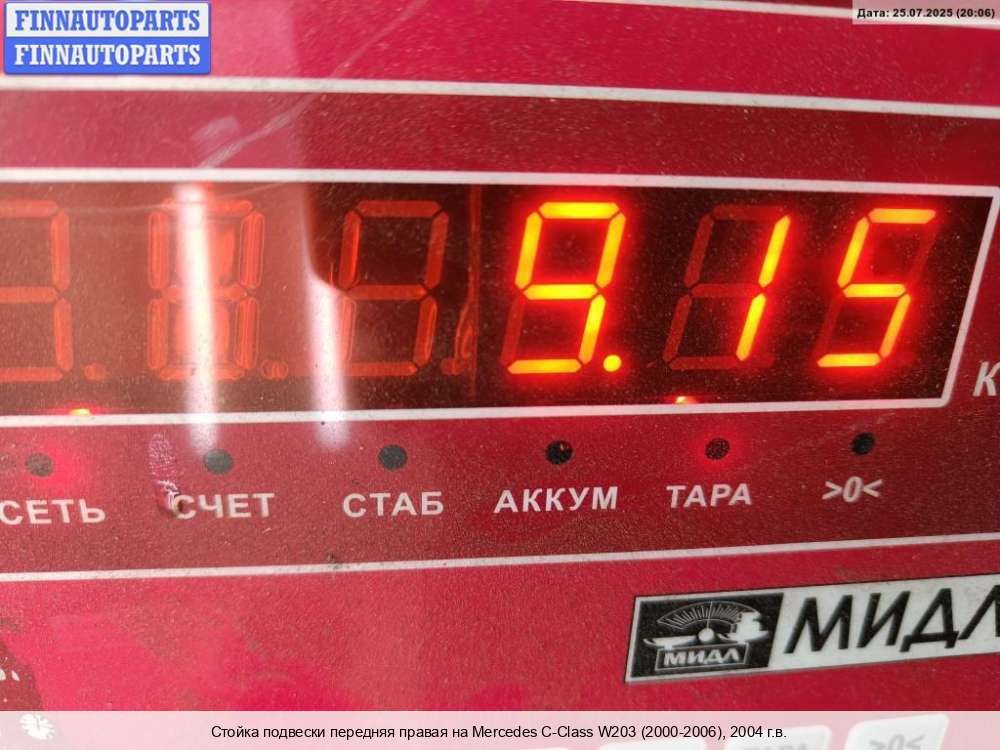 FINNAUTOPARTS
FINNAUTOPARTS
Дата: 25.07.2025 (20:06)
9.15
К
СЕТЬ СЧЕТ СТАБ АККУМ ТАРА >0<
МИДЛ
МИДЛ
>0<
Стойка подвески передняя правая на Mercedes C-Class W203 (2000-2006), 2004 г.в.